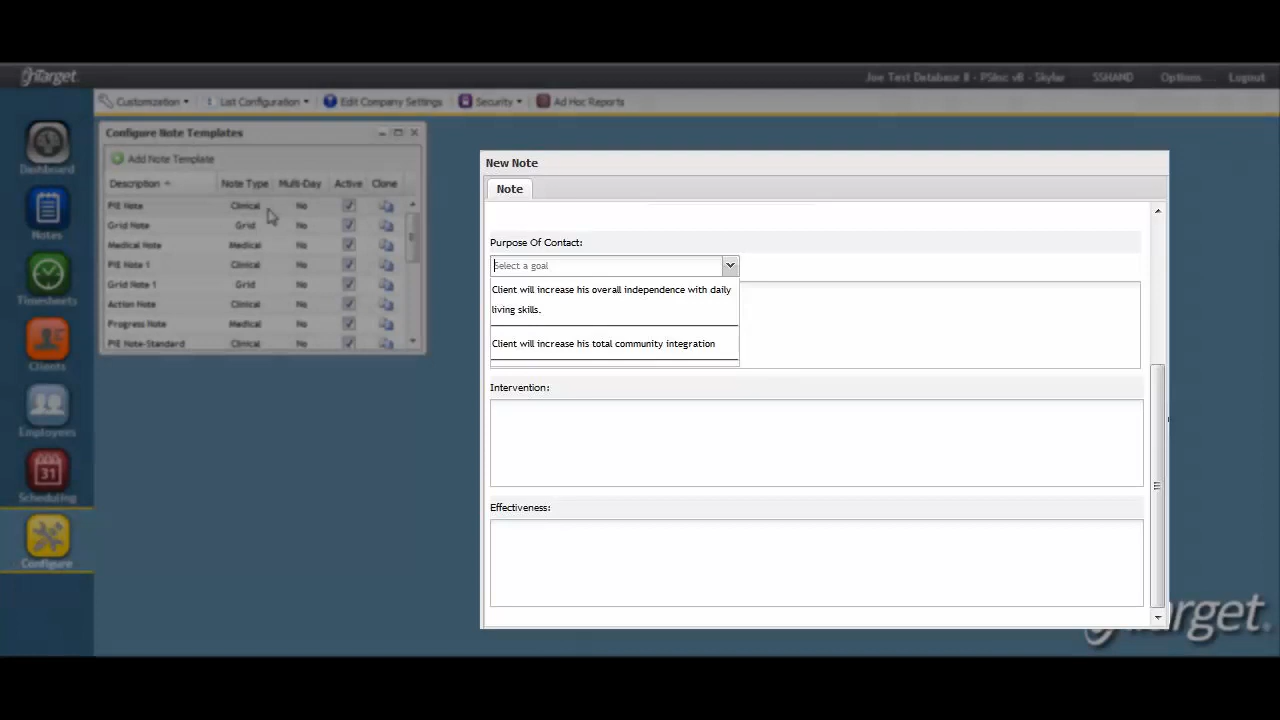 Target
Joe Test Database II - PSInc v8 - Skylar SSHAND Options Logout
Customization List Configuration Edit Company Settings Security Ad Hoc Reports
Dashboard
Notes
Timesheets
Clients
Employees
31
Scheduling
Configure
Configure Note Templates
Add Note Template
Description Note Type Multi-Day Active Clone
PIE Note Clinical No
Grid Note Grid No
Medical Note Medical No
PIE Note 1 Clinical No
Grid Note 1 Grid No
Action Note Clinical No
Progress Note Medical No
PIE Note-Standard Clinical No
New Note
Note
Purpose Of Contact:
Select a goal
Client will increase his overall independence with daily
living skills.
Client will increase his total community integration
Intervention:
Effectiveness:
Target